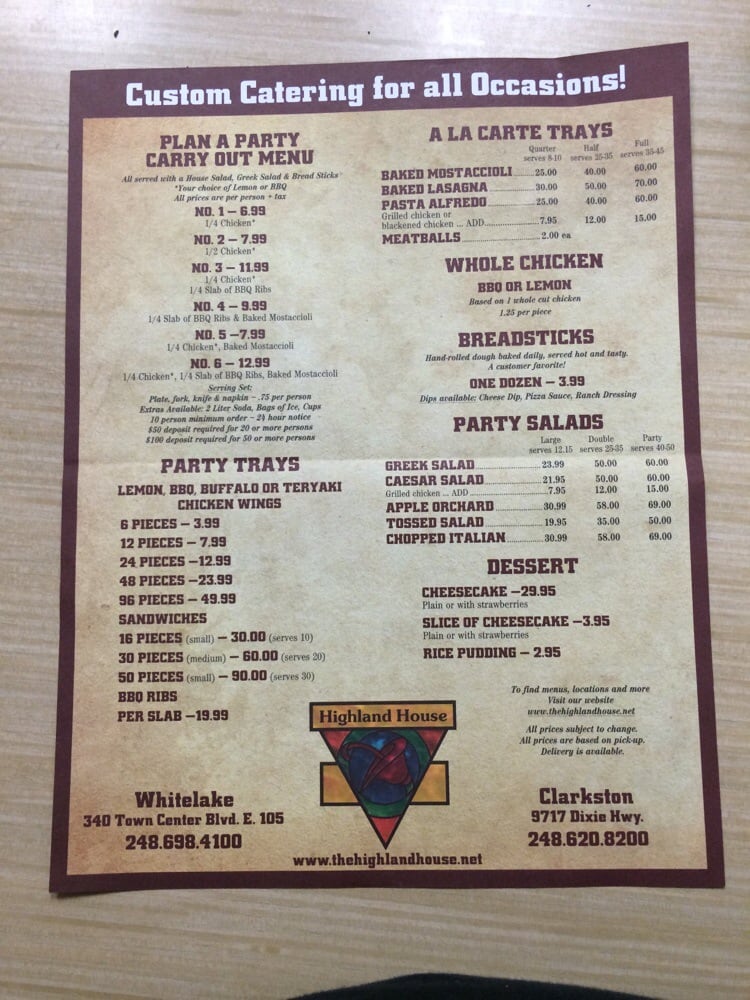 Custom Catering for all Occasions!
PLAN A PARTY
CARRY OUT MENU
All served with a House Salad, Greek Salad & Bread Sticks
*Your choice of Lemon or BBQ
All prices are per person + tax
NO. 1 – 6.99
1/4 Chicken*
NO. 2 – 7.99
1/2 Chicken*
NO. 3 – 11.99
1/4 Chicken*
1/4 Slab of BBQ Ribs
NO. 4 – 9.99
1/4 Slab of BBQ Ribs & Baked Mostaccioli
NO. 5 –7.99
1/4 Chicken*, Baked Mostaccioli
NO. 6 – 12.99
1/4 Chicken*, 1/4 Slab of BBQ Ribs, Baked Mostaccioli
Serving Set:
Plate, fork, knife & napkin – .75 per person
Extras Available: 2 Liter Soda, Bags of Ice, Cups
10 person minimum order – 24 hour notice
$50 deposit required for 20 or more persons
$100 deposit required for 50 or more persons
PARTY TRAYS
LEMON, BBQ, BUFFALO OR TERYAKI
CHICKEN WINGS
6 PIECES – 3.99
12 PIECES – 7.99
24 PIECES –12.99
48 PIECES –23.99
96 PIECES – 49.99
SANDWICHES
16 PIECES (small) – 30.00 (serves 10)
30 PIECES (medium) – 60.00 (serves 20)
50 PIECES (small) – 90.00 (serves 30)
BBQ RIBS
PER SLAB –19.99
A LA CARTE TRAYS
Quarter Half Full
serves 8-10 serves 25-35 serves 35-45
BAKED MOSTACCIOLI 25.00 40.00 60.00
BAKED LASAGNA 30.00 50.00 70.00
PASTA ALFREDO 25.00 40.00 60.00
Grilled chicken or
blackened chicken ... ADD 7.95 12.00 15.00
MEATBALLS 2.00 ea
WHOLE CHICKEN
BBQ OR LEMON
Based on 1 whole cut chicken
1.25 per piece
BREADSTICKS
Hand-rolled dough baked daily, served hot and tasty.
A customer favorite!
ONE DOZEN – 3.99
Dips available: Cheese Dip, Pizza Sauce, Ranch Dressing
PARTY SALADS
Large Double Party
serves 12.15 serves 25-35 serves 40-50
GREEK SALAD 23.99 50.00 60.00
CAESAR SALAD 21.95 50.00 60.00
Grilled chicken ... ADD 7.95 12.00 15.00
APPLE ORCHARD 30.99 58.00 69.00
TOSSED SALAD 19.95 35.00 50.00
CHOPPED ITALIAN 30.99 58.00 69.00
DESSERT
CHEESECAKE –29.95
Plain or with strawberries
SLICE OF CHEESECAKE –3.95
Plain or with strawberries
RICE PUDDING – 2.95
To find menus, locations and more
Visit our website
www.thehighlandhouse.net
All prices subject to change.
All prices are based on pick-up.
Delivery is available.
Highland House
Whitelake
340 Town Center Blvd. E. 105
248.698.4100
Clarkston
9717 Dixie Hwy.
248.620.8200
www.thehighlandhouse.net